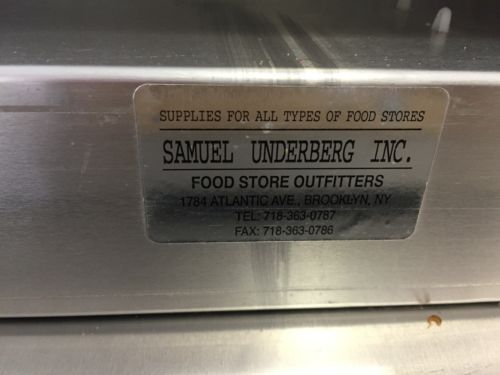 SUPPLIES FOR ALL TYPES OF FOOD STORES
SAMUEL UNDERBERG INC.
FOOD STORE OUTFITTERS
1784 ATLANTIC AVE., BROOKLYN, NY
TEL: 718-363-0787
FAX: 718-363-0786